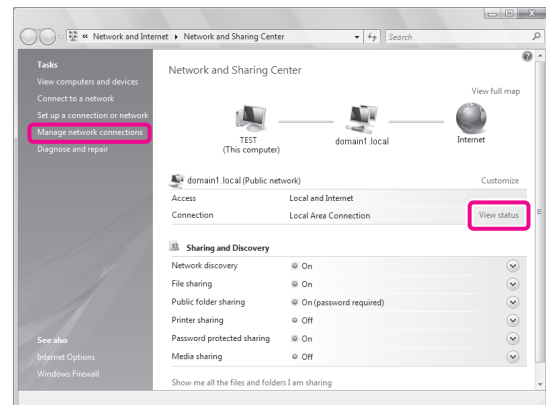 « Network and Internet ▸ Network and Sharing Center
Search
Tasks
View computers and devices
Connect to a network
Set up a connection or network
Manage network connections
Diagnose and repair
See also
Internet Options
Windows Firewall
Network and Sharing Center
View full map
TEST
(This computer)
domain1.local
Internet
domain1.local (Public network)
Customize
Access Local and Internet
Connection Local Area Connection View status
Sharing and Discovery
Network discovery On
File sharing On
Public folder sharing On (password required)
Printer sharing Off
Password protected sharing On
Media sharing Off
Show me all the files and folders I am sharing